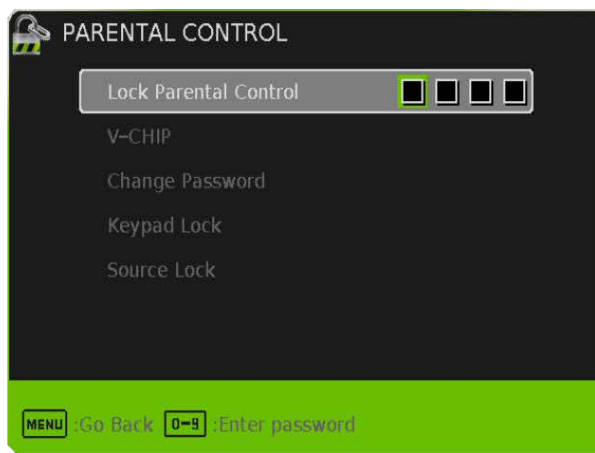 PARENTAL CONTROL
Lock Parental Control
V-CHIP
Change Password
Keypad Lock
Source Lock
MENU :Go Back 0-9 :Enter password